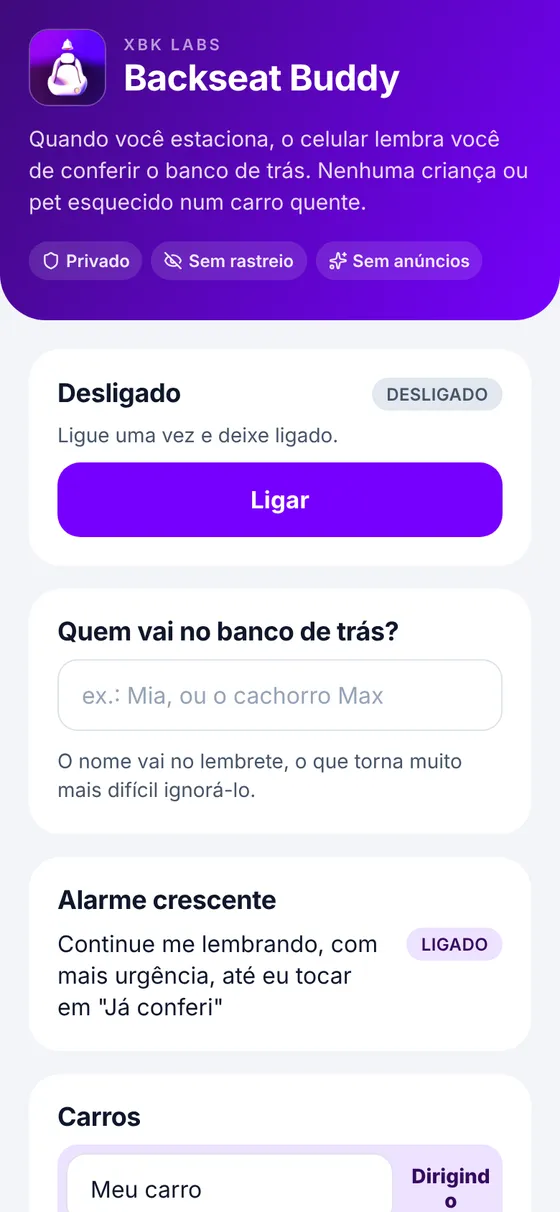 XBK LABS
Backseat Buddy
Quando você estaciona, o celular lembra você
de conferir o banco de trás. Nenhuma criança ou
pet esquecido num carro quente.
Privado
Sem rastreio
Sem anúncios
Desligado
DESLIGADO
Ligue uma vez e deixe ligado.
Ligar
Quem vai no banco de trás?
ex.: Mia, ou o cachorro Max
O nome vai no lembrete, o que torna muito
mais difícil ignorá-lo.
Alarme crescente
Continue me lembrando, com
mais urgência, até eu tocar
em "Já conferi"
LIGADO
Carros
Meu carro
Dirigind
o